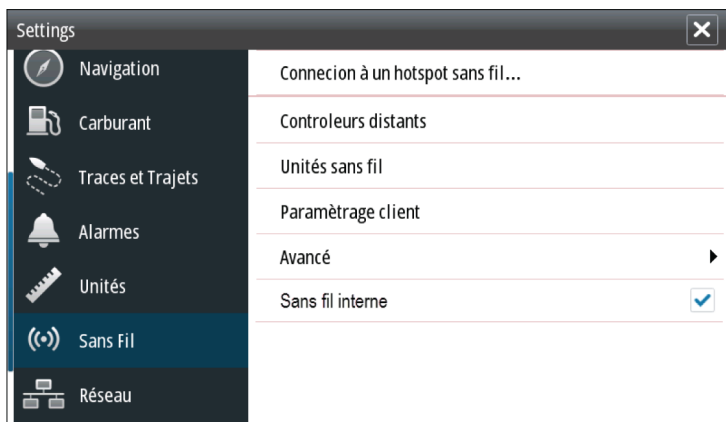 Settings
Navigation
Carburant
Traces et Trajets
Alarmes
Unités
Sans Fil
Réseau
Connecion à un hotspot sans fil...
Controleurs distants
Unités sans fil
Paramètrage client
Avancé
Sans fil interne